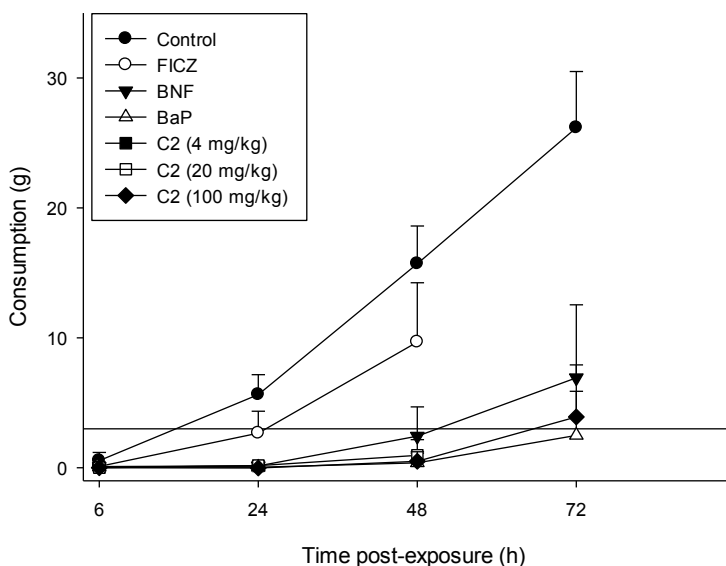 Control
FICZ
BNF
BaP
C2 (4 mg/kg)
C2 (20 mg/kg)
C2 (100 mg/kg)
Consumption (g)
30
20
10
0
6 24 48 72
Time post-exposure (h)